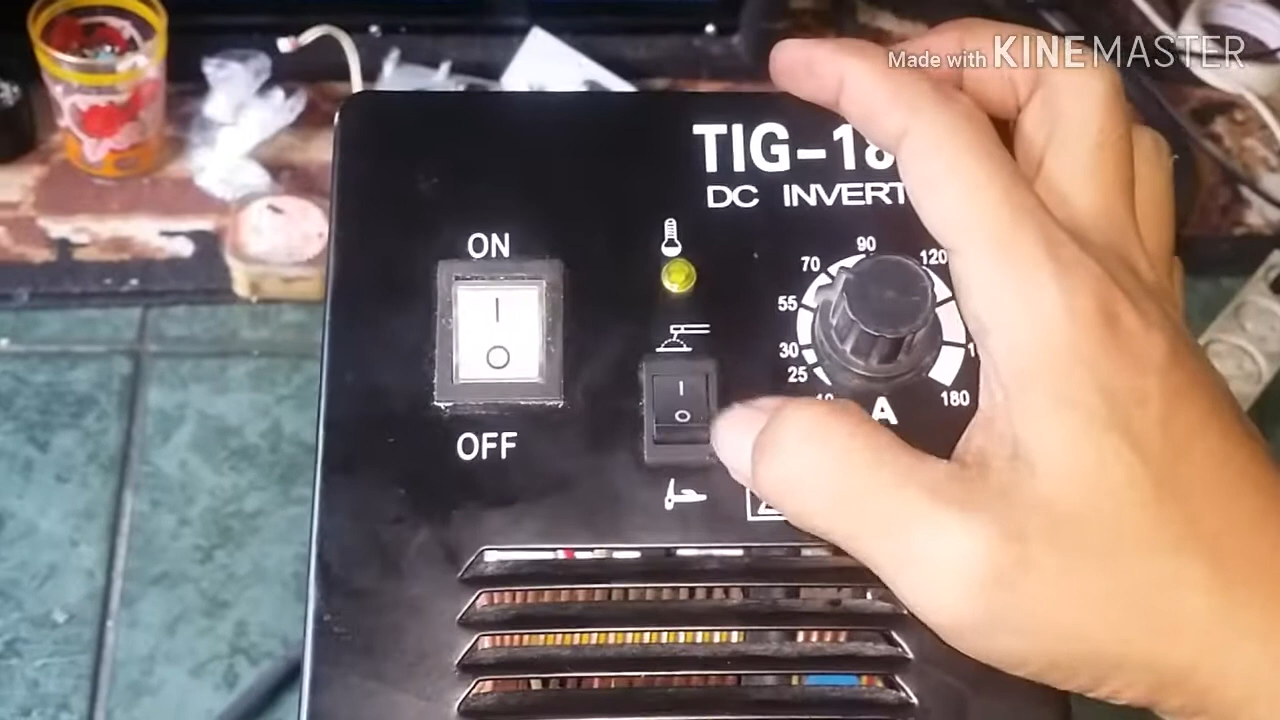 Made with KINEMASTER
TIG-18
DC INVERT
ON
90
70
120
55
30
25
180
A
OFF